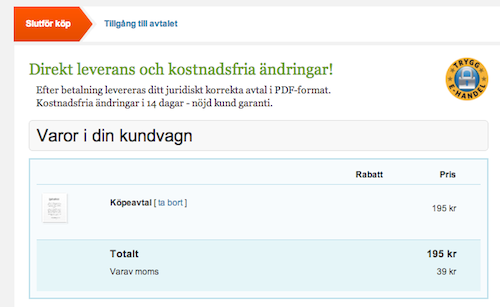 Slutför köp Tillgång till avtalet
Direkt leverans och kostnadsfria ändringar!
Efter betalning levereras ditt juridiskt korrekta avtal i PDF-format.
Kostnadsfria ändringar i 14 dagar - nöjd kund garanti.
TRYGG
E-HANDEL
Varor i din kundvagn
Rabatt Pris
Köpeavtal [ ta bort ] 195 kr
Totalt 195 kr
Varav moms 39 kr